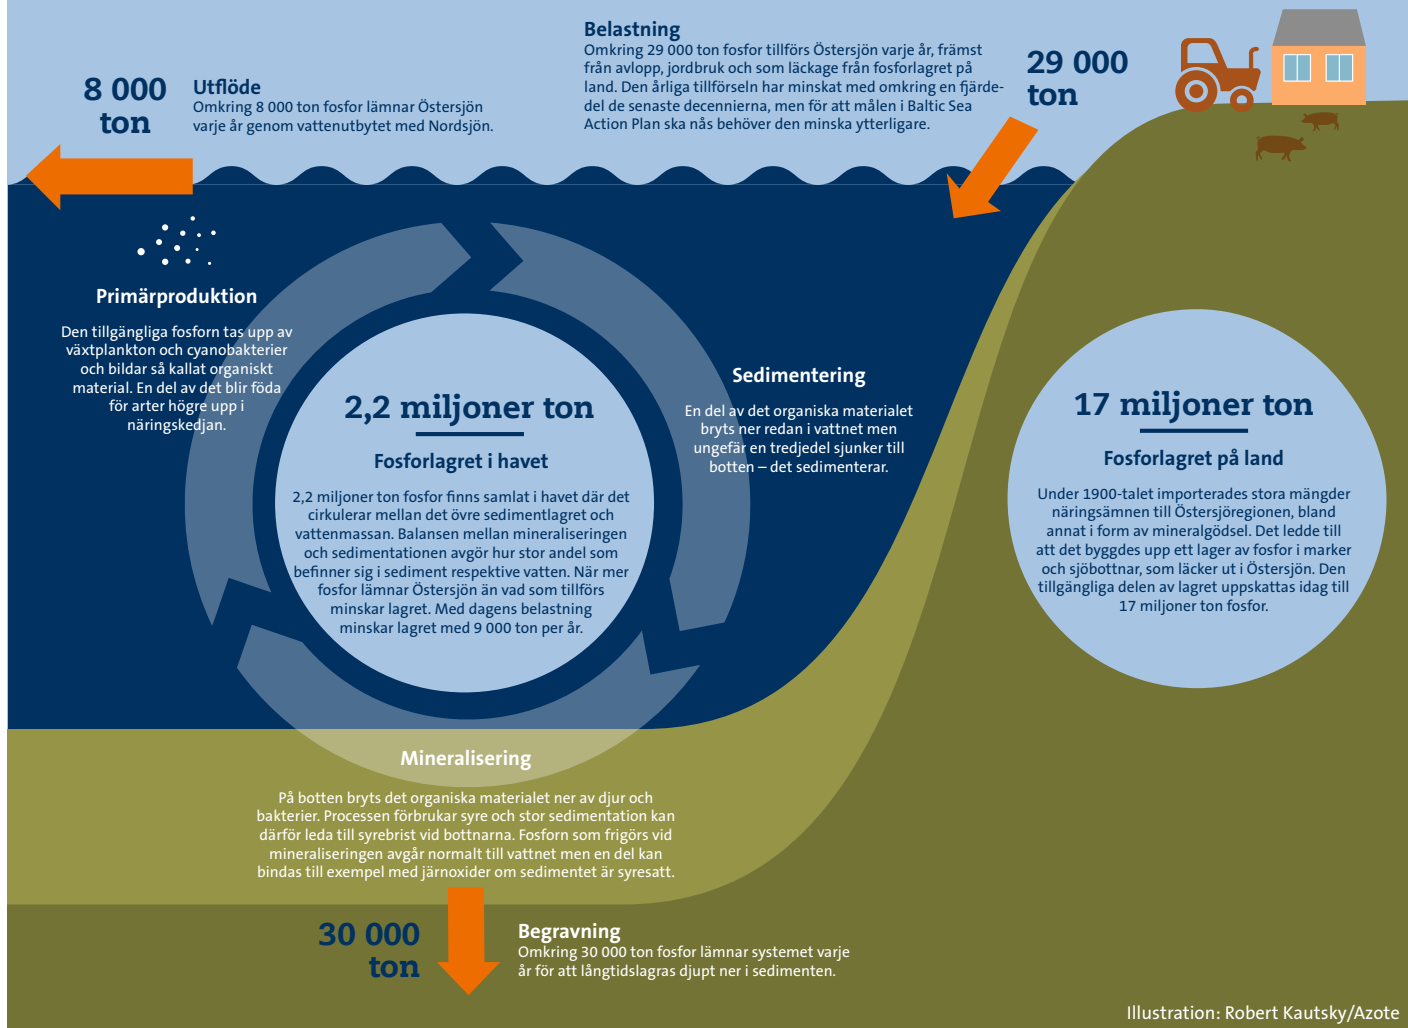 8 000
ton
Utflöde
Omkring 8 000 ton fosfor lämnar Östersjön
varje år genom vattenutbytet med Nordsjön.
Belastning
Omkring 29 000 ton fosfor tillförs Östersjön varje år, främst
från avlopp, jordbruk och som läckage från fosforlagret på
land. Den årliga tillförseln har minskat med omkring en fjärde-
del de senaste decennierna, men för att målen i Baltic Sea
Action Plan ska nås behöver den minska ytterligare.
29 000
ton
Primärproduktion
Den tillgängliga fosforn tas upp av
växtplankton och cyanobakterier
och bildar så kallat organiskt
material. En del av det blir föda
för arter högre upp i
näringskedjan.
2,2 miljoner ton
Fosforlagret i havet
2,2 miljoner ton fosfor finns samlat i havet där det
cirkulerar mellan det övre sedimentlagret och
vattenmassan. Balansen mellan mineraliseringen
och sedimentationen avgör hur stor andel som
befinner sig i sediment respektive vatten. När mer
fosfor lämnar Östersjön än vad som tillförs
minskar lagret. Med dagens belastning
minskar lagret med 9 000 ton per år.
Sedimentering
En del av det organiska materialet
bryts ner redan i vattnet men
ungefär en tredjedel sjunker till
botten – det sedimenterar.
17 miljoner ton
Fosforlagret på land
Under 1900-talet importerades stora mängder
näringsämnen till Östersjöregionen, bland
annat i form av mineralgödsel. Det ledde till
att det byggdes upp ett lager av fosfor i marker
och sjöbottnar, som läcker ut i Östersjön. Den
tillgängliga delen av lagret uppskattas idag till
17 miljoner ton fosfor.
Mineralisering
På botten bryts det organiska materialet ner av djur och
bakterier. Processen förbrukar syre och stor sedimentation kan
därför leda till syrebrist vid bottnarna. Fosforn som frigörs vid
mineraliseringen avgår normalt till vattnet men en del kan
bindas till exempel med järnoxider om sedimentet är syresatt.
30 000
ton
Begravning
Omkring 30 000 ton fosfor lämnar systemet varje
år för att långtidslagras djupt ner i sedimenten.
Illustration: Robert Kautsky/Azote